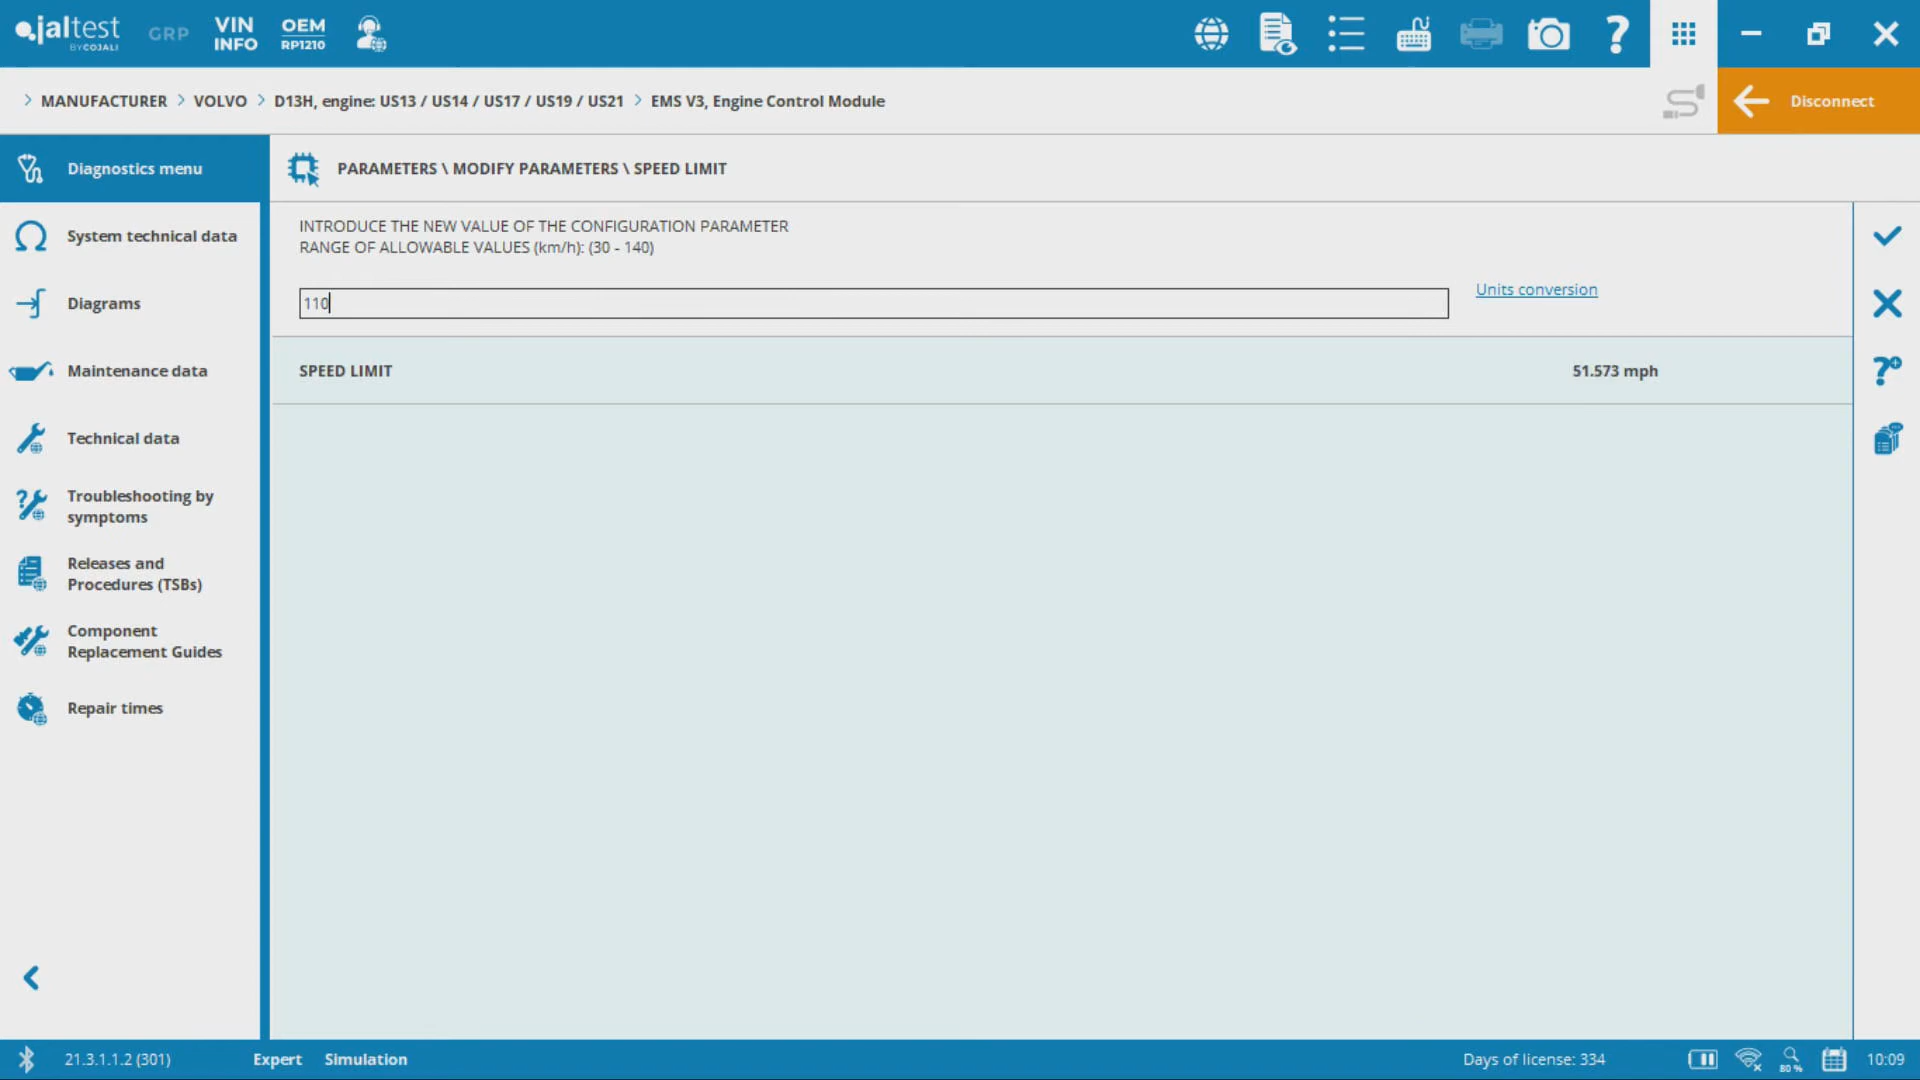 jaltest
BY COJALI
GRP
VIN
INFO
OEM
RP1210
MANUFACTURER
VOLVO
D13H, engine: US13 / US14 / US17 / US19 / US21
EMS V3, Engine Control Module
Disconnect
Diagnostics menu
PARAMETERS \ MODIFY PARAMETERS \ SPEED LIMIT
System technical data
Diagrams
Maintenance data
Technical data
Troubleshooting by
symptoms
Releases and
Procedures (TSBs)
Component
Replacement Guides
Repair times
INTRODUCE THE NEW VALUE OF THE CONFIGURATION PARAMETER
RANGE OF ALLOWABLE VALUES (km/h): (30 - 140)
110
Units conversion
SPEED LIMIT
51.573 mph
21.3.1.1.2 (301)
Expert
Simulation
Days of license: 334
80 %
10:09